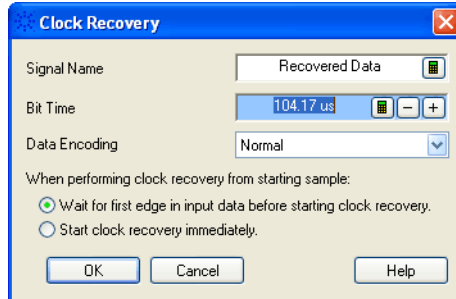 Clock Recovery
Signal Name Recovered Data
Bit Time 104.17 us
Data Encoding Normal
When performing clock recovery from starting sample:
Wait for first edge in input data before starting clock recovery.
Start clock recovery immediately.
OK Cancel Help